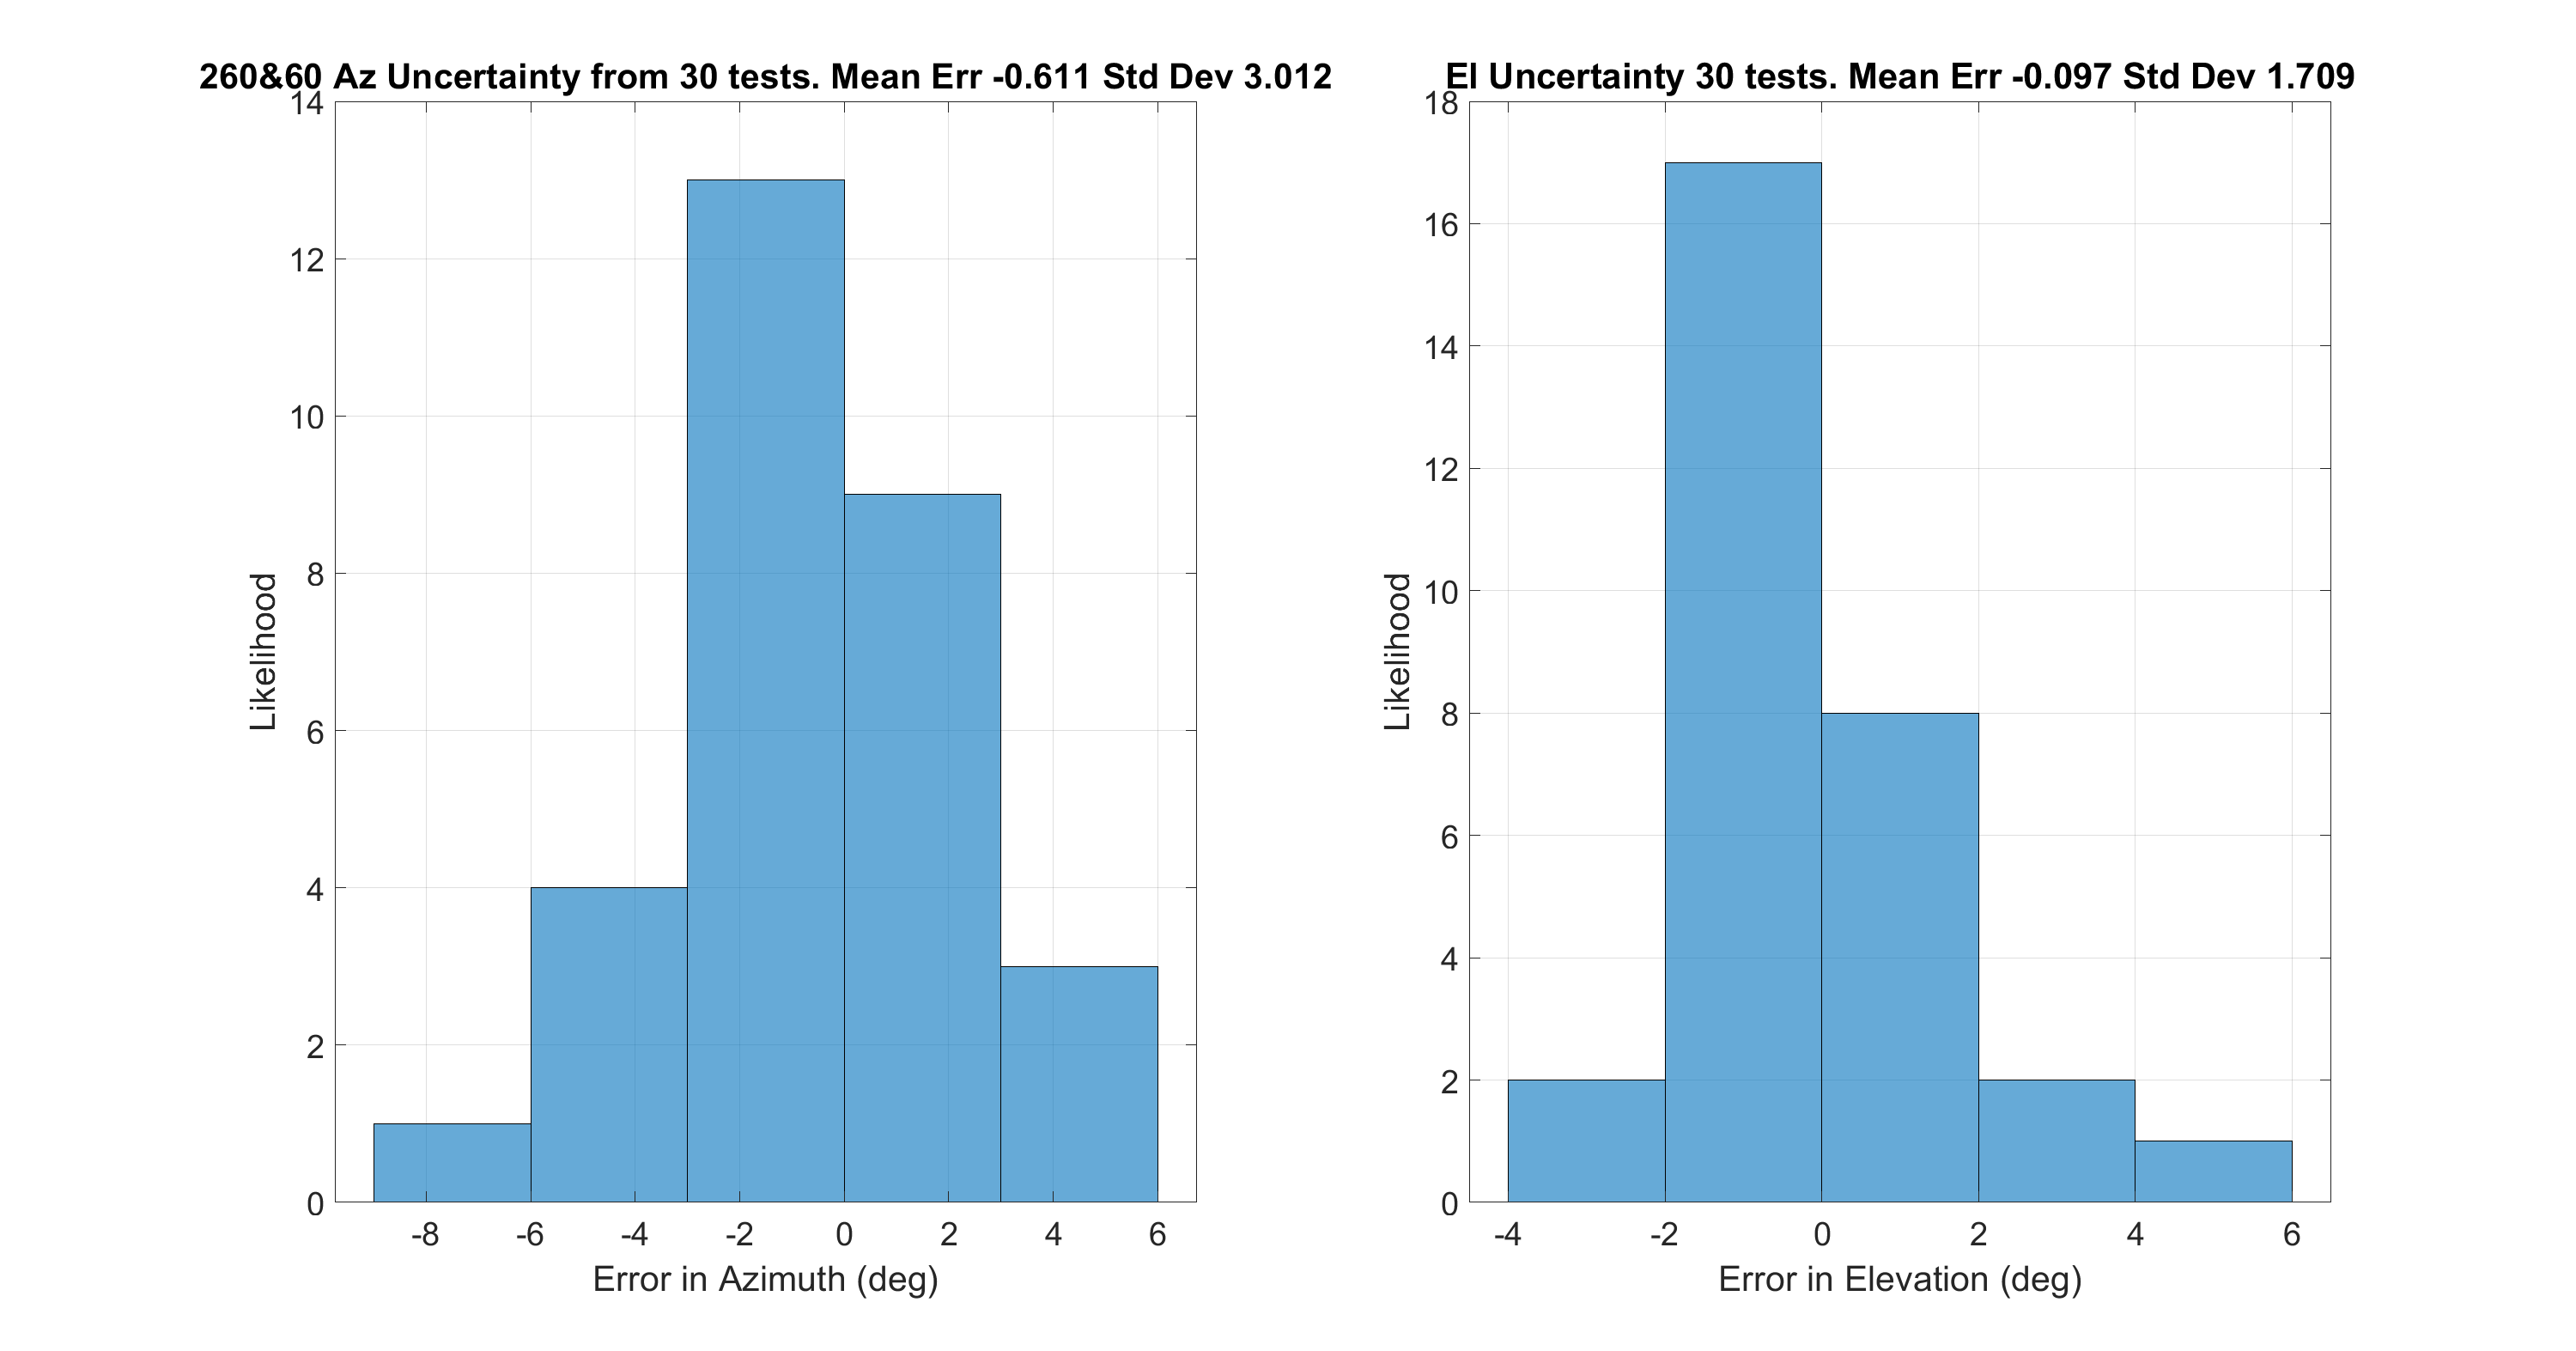 260&60 Az Uncertainty from 30 tests. Mean Err -0.611 Std Dev 3.012
14
12
10
8
6
4
2
0
Likelihood
-8 -6 -4 -2 0 2 4 6
Error in Azimuth (deg)
El Uncertainty 30 tests. Mean Err -0.097 Std Dev 1.709
18
16
14
12
10
8
6
4
2
0
Likelihood
-4 -2 0 2 4 6
Error in Elevation (deg)